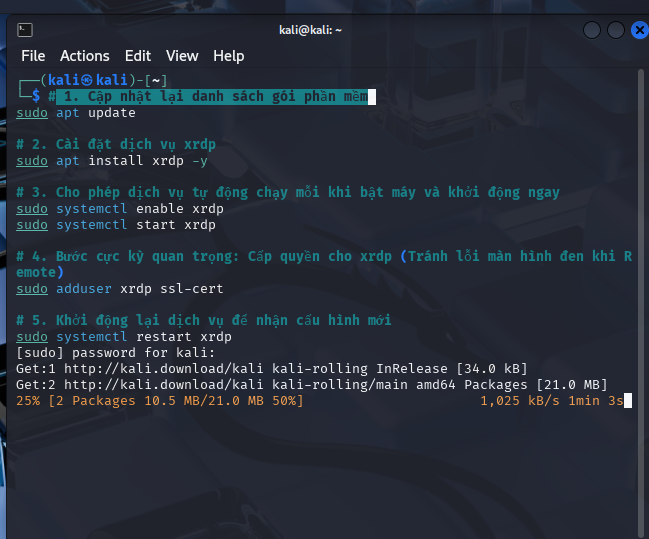 kali@kali: ~
File Actions Edit View Help
┌──(kali㉿kali)-[~]
└─$ # 1. Cập nhật lại danh sách gói phần mềm
sudo apt update
# 2. Cài đặt dịch vụ xrdp
sudo apt install xrdp -y
# 3. Cho phép dịch vụ tự động chạy mỗi khi bật máy và khởi động ngay
sudo systemctl enable xrdp
sudo systemctl start xrdp
# 4. Bước cực kỳ quan trọng: Cấp quyền cho xrdp (Tránh lỗi màn hình đen khi R
emote)
sudo adduser xrdp ssl-cert
# 5. Khởi động lại dịch vụ để nhận cấu hình mới
sudo systemctl restart xrdp
[sudo] password for kali:
Get:1 http://kali.download/kali kali-rolling InRelease [34.0 kB]
Get:2 http://kali.download/kali kali-rolling/main amd64 Packages [21.0 MB]
25% [2 Packages 10.5 MB/21.0 MB 50%] 1,025 kB/s 1min 3s